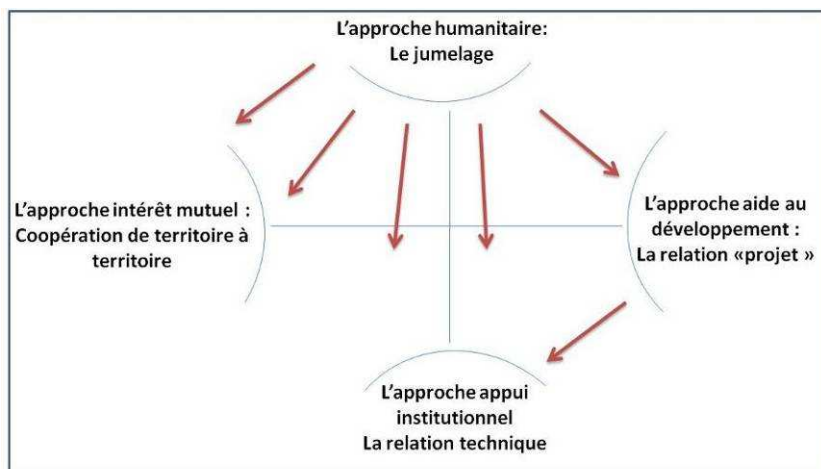 L'approche humanitaire:
Le jumelage
L'approche intérêt mutuel :
Coopération de territoire à
territoire
L'approche aide au
développement :
La relation «projet »
L'approche appui
institutionnel
La relation technique